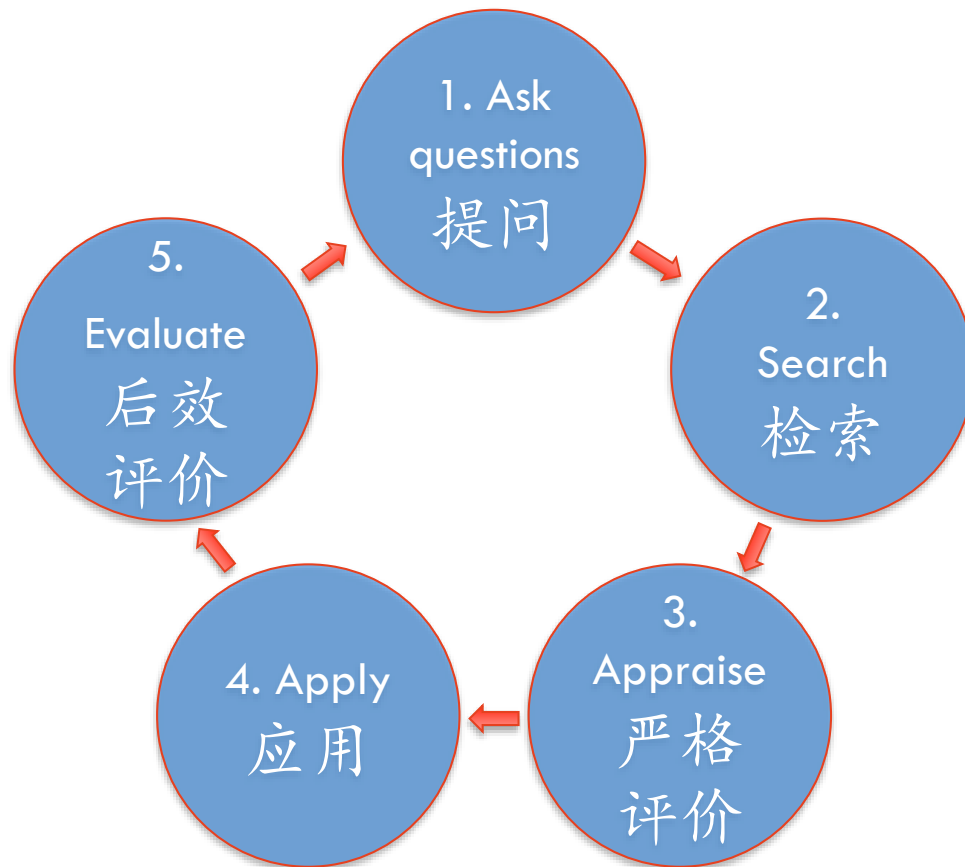 1. Ask
questions
提问
2.
Search
检索
3.
Appraise
严格
评价
4. Apply
应用
5.
Evaluate
后效
评价